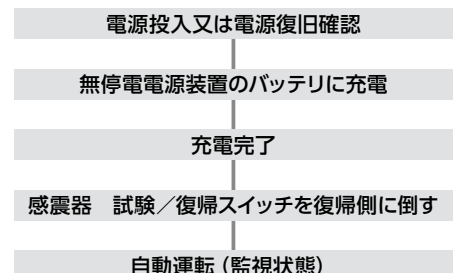 電源投入又は電源復旧確認
無停電電源装置のバッテリに充電
充電完了
感震器　試験／復帰スイッチを復帰側に倒す
自動運転（監視状態）